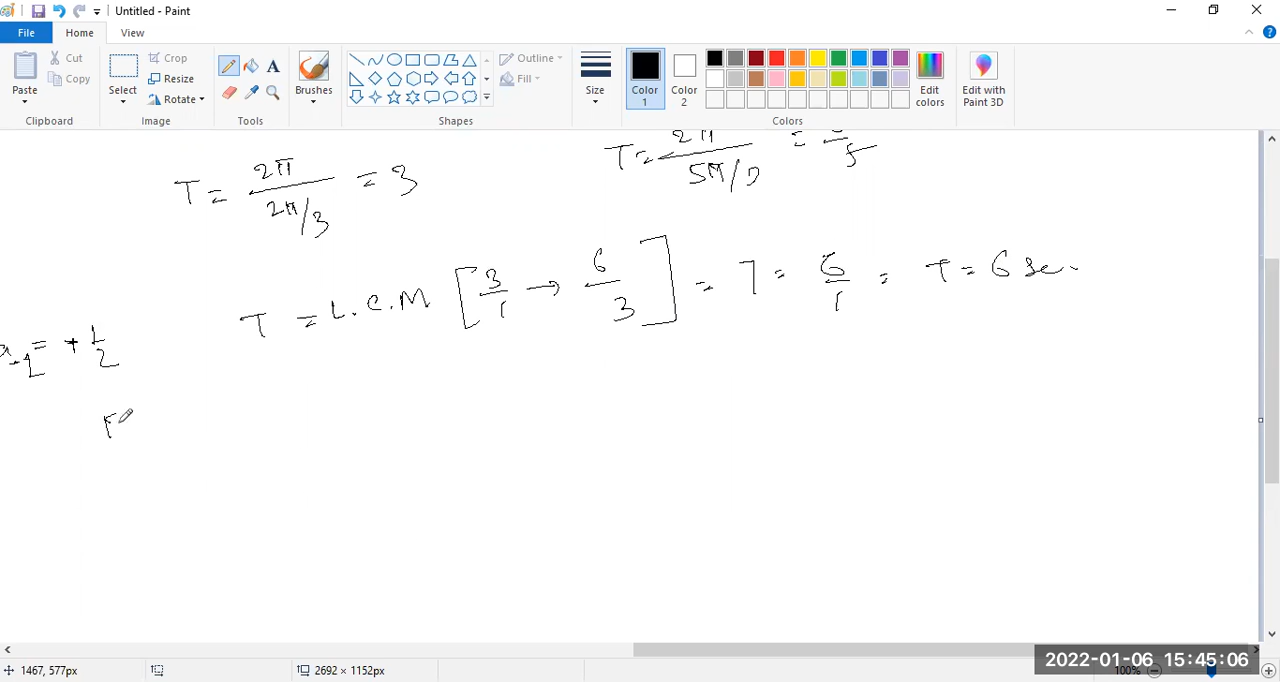 Untitled - Paint
File Home View
Paste Cut Copy Select Crop Resize Rotate Brushes Outline Fill Size Color 1 Color 2 Edit colors Edit with Paint 3D
Clipboard Image Tools Shapes Colors
T = 2π / 2π/3 = 3
T = 2π / 5π/ = / 5
T = L.C.M [ 3/1 → 6/3 ] = = 6/1 = T = 6 Sec
-1 = + 1/2
1467, 577px 2692 × 1152px 100%
2022-01-06 15:45:06